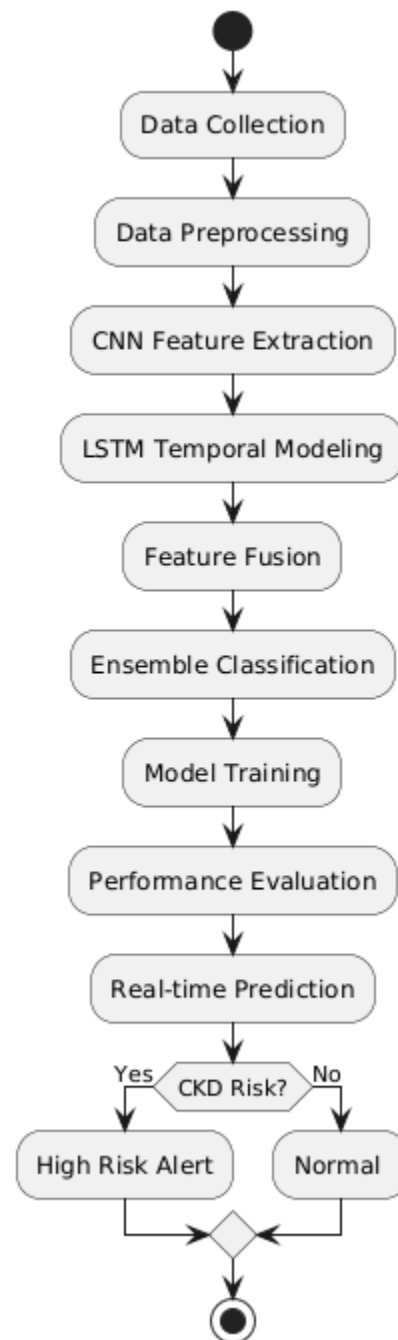 Data Collection
Data Preprocessing
CNN Feature Extraction
LSTM Temporal Modeling
Feature Fusion
Ensemble Classification
Model Training
Performance Evaluation
Real-time Prediction
Yes
CKD Risk?
No
High Risk Alert
Normal